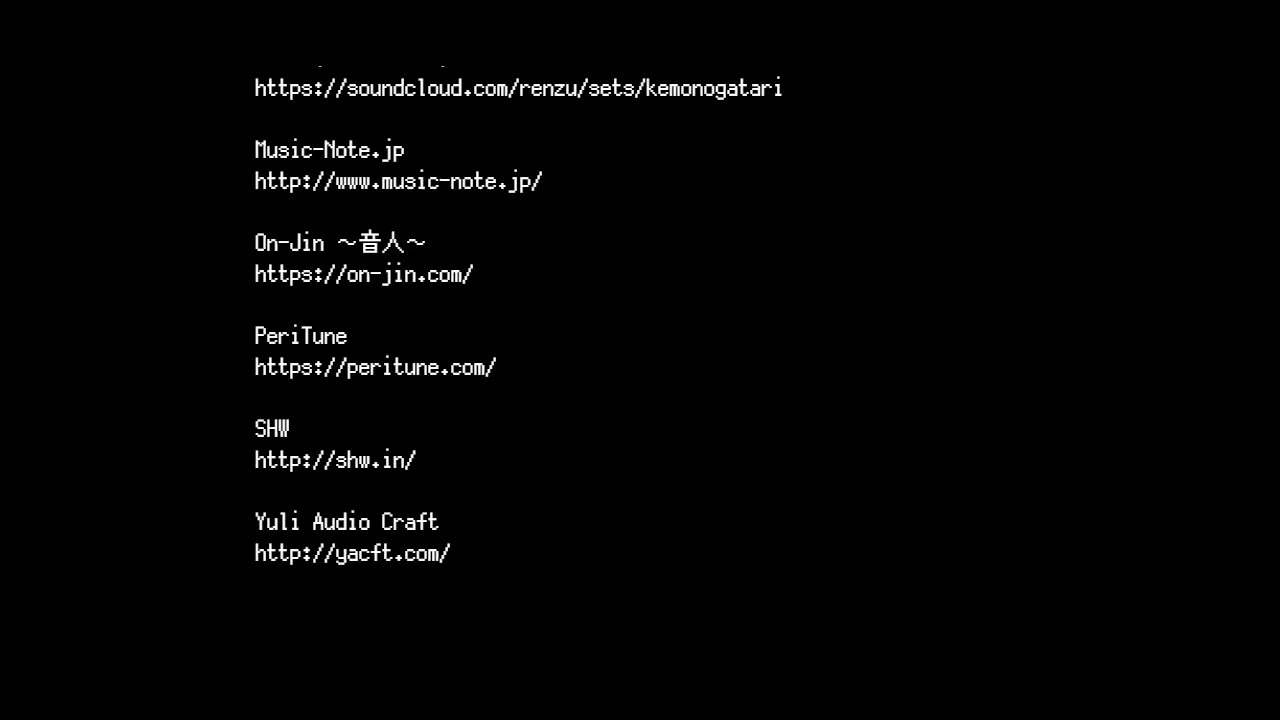 https://soundcloud.com/renzu/sets/kemonogatari
Music-Note.jp
http://www.music-note.jp/
On-Jin ～音人～
https://on-jin.com/
PeriTune
https://peritune.com/
SHW
http://shw.in/
Yuli Audio Craft
http://yacft.com/